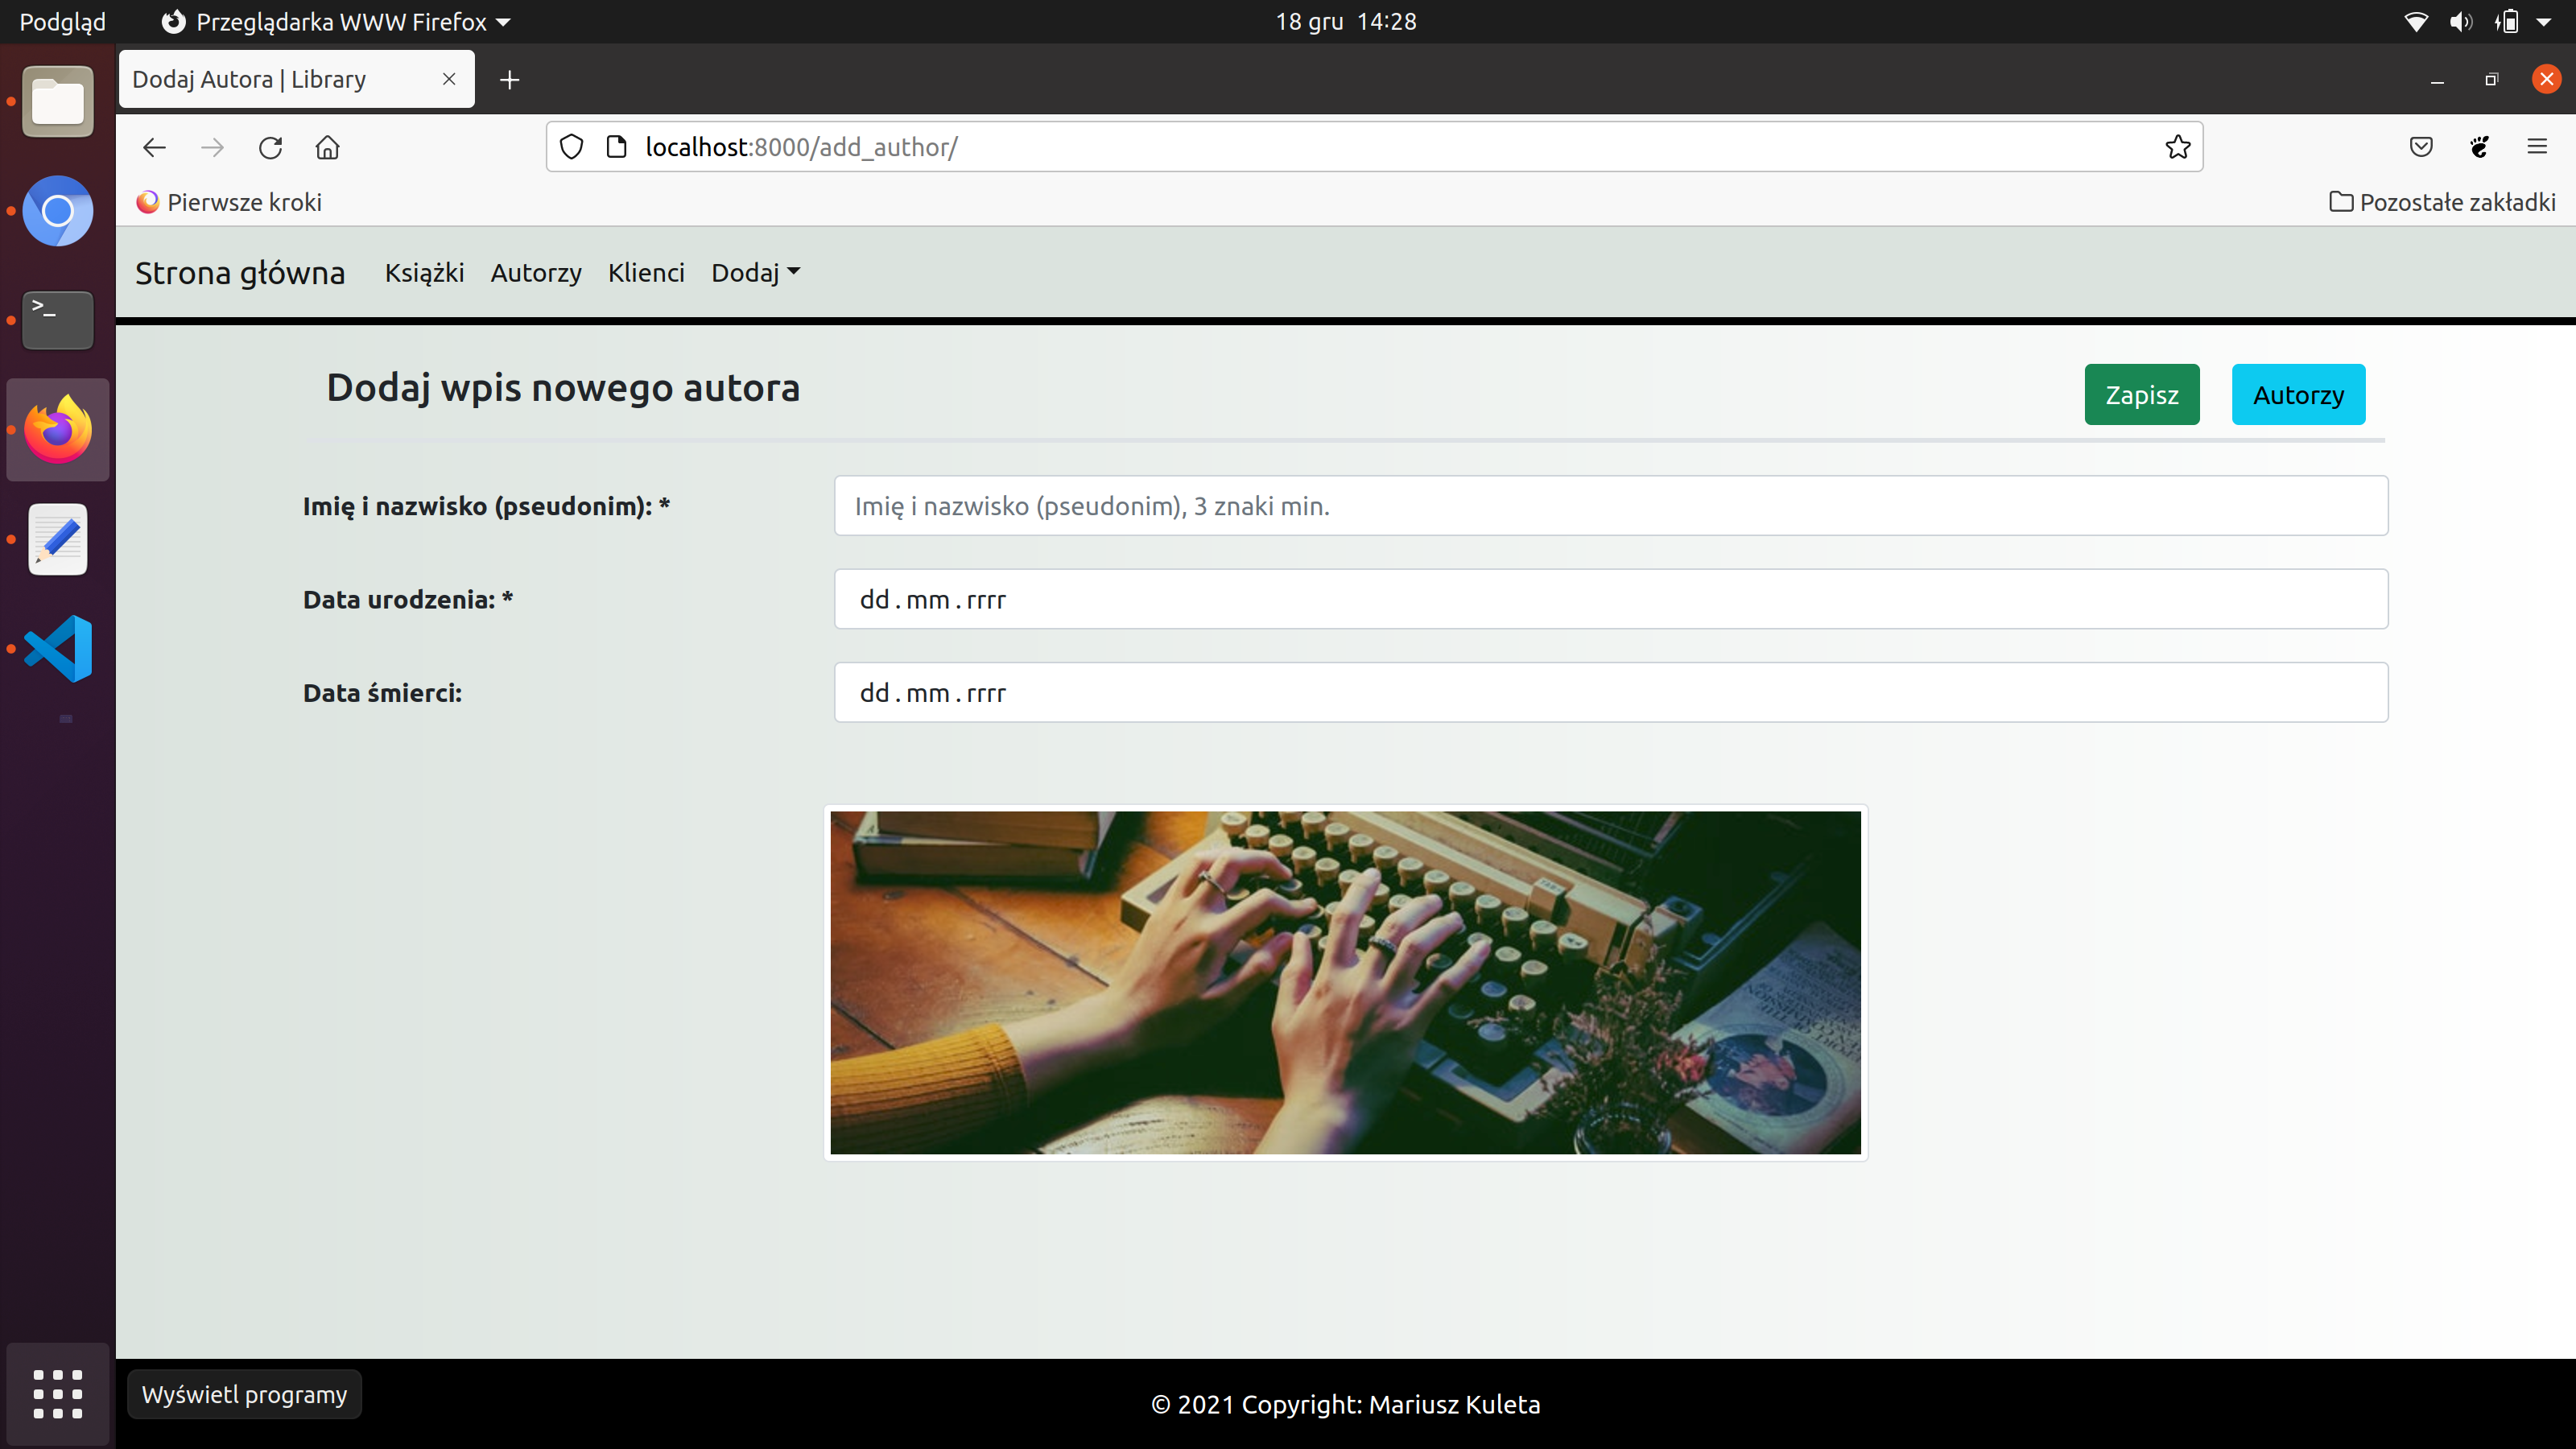 Podgląd Przeglądarka WWW Firefox 18 gru 14:28
Dodaj Autora | Library
localhost:8000/add_author/
Pierwsze kroki Pozostałe zakładki
Strona główna Książki Autorzy Klienci Dodaj
Dodaj wpis nowego autora Zapisz Autorzy
Imię i nazwisko (pseudonim): * Imię i nazwisko (pseudonim), 3 znaki min.
Data urodzenia: * dd . mm . rrrr
Data śmierci: dd . mm . rrrr
Wyświetl programy
© 2021 Copyright: Mariusz Kuleta